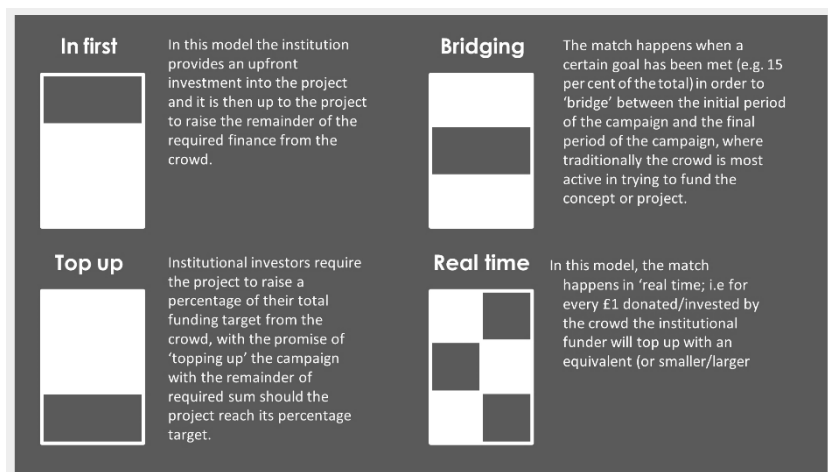 In first
In this model the institution
provides an upfront
investment into the project
and it is then up to the project
to raise the remainder of the
required finance from the
crowd.
Bridging
The match happens when a
certain goal has been met (e.g. 15
per cent of the total) in order to
‘bridge’ between the initial period
of the campaign and the final
period of the campaign, where
traditionally the crowd is most
active in trying to fund the
concept or project.
Top up
Institutional investors require
the project to raise a
percentage of their total
funding target from the
crowd, with the promise of
‘topping up’ the campaign
with the remainder of
required sum should the
project reach its percentage
target.
Real time
In this model, the match
happens in ‘real time; i.e for
every £1 donated/invested by
the crowd the institutional
funder will top up with an
equivalent (or smaller/larger